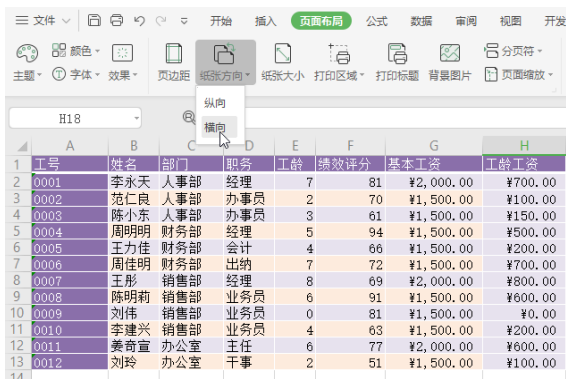 三 文件 开始 插入 页面布局 公式 数据 审阅 视图 开发
主题 颜色 字体 效果 页边距 纸张方向 纸张大小 打印区域 打印标题 背景图片 分页符 页面缩放
纵向
横向
H18
A B C D E F G H
1 工号 姓名 部门 职务 工龄 绩效评分 基本工资 工龄工资
2 0001 李永天 人事部 经理 7 81 ¥2,000.00 ¥700.00
3 0002 范仁良 人事部 办事员 2 70 ¥1,500.00 ¥100.00
4 0003 陈小东 人事部 办事员 3 61 ¥1,500.00 ¥150.00
5 0004 周明明 财务部 经理 5 94 ¥1,500.00 ¥500.00
6 0005 王力佳 财务部 会计 4 66 ¥1,500.00 ¥200.00
7 0006 周佳明 财务部 出纳 7 72 ¥1,500.00 ¥700.00
8 0007 王彤 销售部 经理 8 69 ¥2,000.00 ¥800.00
9 0008 陈明莉 销售部 业务员 6 91 ¥1,500.00 ¥600.00
10 0009 刘伟 销售部 业务员 0 81 ¥1,500.00 ¥0.00
11 0010 李建兴 销售部 业务员 4 63 ¥1,500.00 ¥200.00
12 0011 姜奇宣 办公室 主任 6 77 ¥2,000.00 ¥600.00
13 0012 刘玲 办公室 干事 2 51 ¥1,500.00 ¥100.00